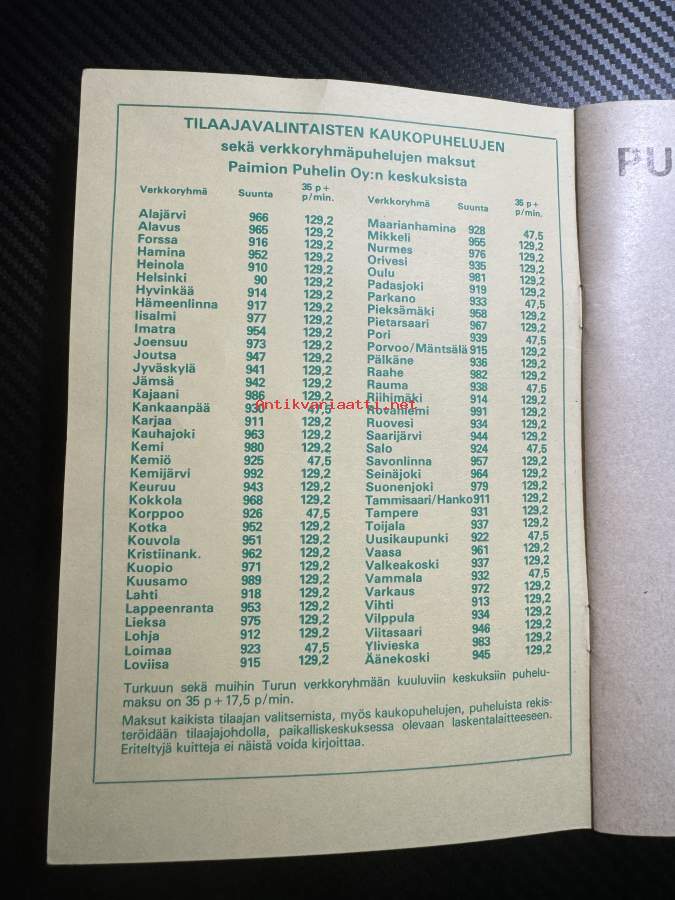 TILAAJAVALINTAISTEN KAUKOPUHELUJEN
sekä verkkoryhmäpuhelujen maksut
Paimion Puhelin Oy:n keskuksista
Verkkoryhmä Suunta 35 p + p/min.
Alajärvi 966 129,2
Alavus 965 129,2
Forssa 916 129,2
Hamina 952 129,2
Heinola 910 129,2
Helsinki 90 129,2
Hyvinkää 914 129,2
Hämeenlinna 917 129,2
Iisalmi 977 129,2
Imatra 954 129,2
Joensuu 973 129,2
Joutsa 947 129,2
Jyväskylä 941 129,2
Jämsä 942 129,2
Kajaani 986 129,2
Kankaanpää 47,5
Karjaa 911 129,2
Kauhajoki 963 129,2
Kemi 980 129,2
Kemiö 925 47,5
Kemijärvi 992 129,2
Keuruu 943 129,2
Kokkola 968 129,2
Korppoo 926 47,5
Kotka 952 129,2
Kouvola 951 129,2
Kristiinank. 962 129,2
Kuopio 971 129,2
Kuusamo 989 129,2
Lahti 918 129,2
Lappeenranta 953 129,2
Lieksa 975 129,2
Lohja 912 129,2
Loimaa 923 47,5
Loviisa 915 129,2
Verkkoryhmä Suunta 35 p + p/min.
Maarianhamina 928 47,5
Mikkeli 955 129,2
Nurmes 976 129,2
Orivesi 935 129,2
Oulu 981 129,2
Padasjoki 919 129,2
Parkano 933 47,5
Pieksämäki 958 129,2
Pietarsaari 967 129,2
Pori 939 47,5
Porvoo/Mäntsälä 915 129,2
Pälkäne 936 129,2
Raahe 982 129,2
Rauma 938 47,5
Riihimäki 914 129,2
Rovaniemi 991 129,2
Ruovesi 934 129,2
Saarijärvi 944 129,2
Salo 924 47,5
Savonlinna 957 129,2
Seinäjoki 964 129,2
Suonenjoki 979 129,2
Tammisaari/Hanko 911 129,2
Tampere 931 129,2
Toijala 937 129,2
Uusikaupunki 922 47,5
Vaasa 961 129,2
Valkeakoski 937 129,2
Vammala 932 47,5
Varkaus 972 129,2
Vihti 913 129,2
Vilppula 934 129,2
Viitasaari 946 129,2
Ylivieska 983 129,2
Äänekoski 945 129,2
Turkuun sekä muihin Turun verkkoryhmään kuuluviin keskuksiin puhelu-
maksu on 35 p + 17,5 p/min.
Maksut kaikista tilaajan valitsemista, myös kaukopuhelujen, puheluista rekis-
teröidään tilaajajohdolla, paikalliskeskuksessa olevaan laskentalaitteeseen.
Eriteltyjä kuitteja ei näistä voida kirjoittaa.
Antikvariaatti.net
PU